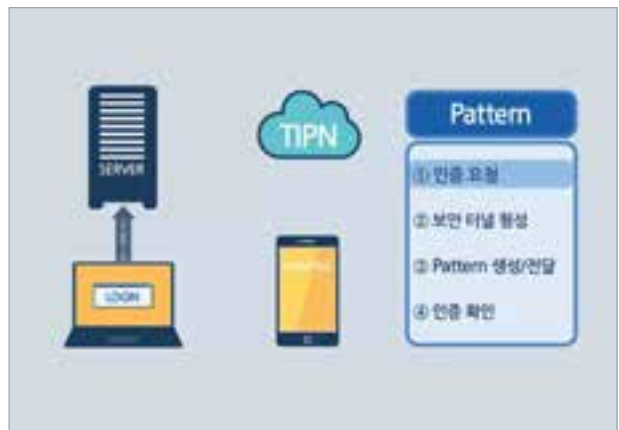 SERVER
TIPN
LOGIN
Pattern
① 인증 요청
② 보안 터널 형성
③ Pattern 생성/전달
④ 인증 확인